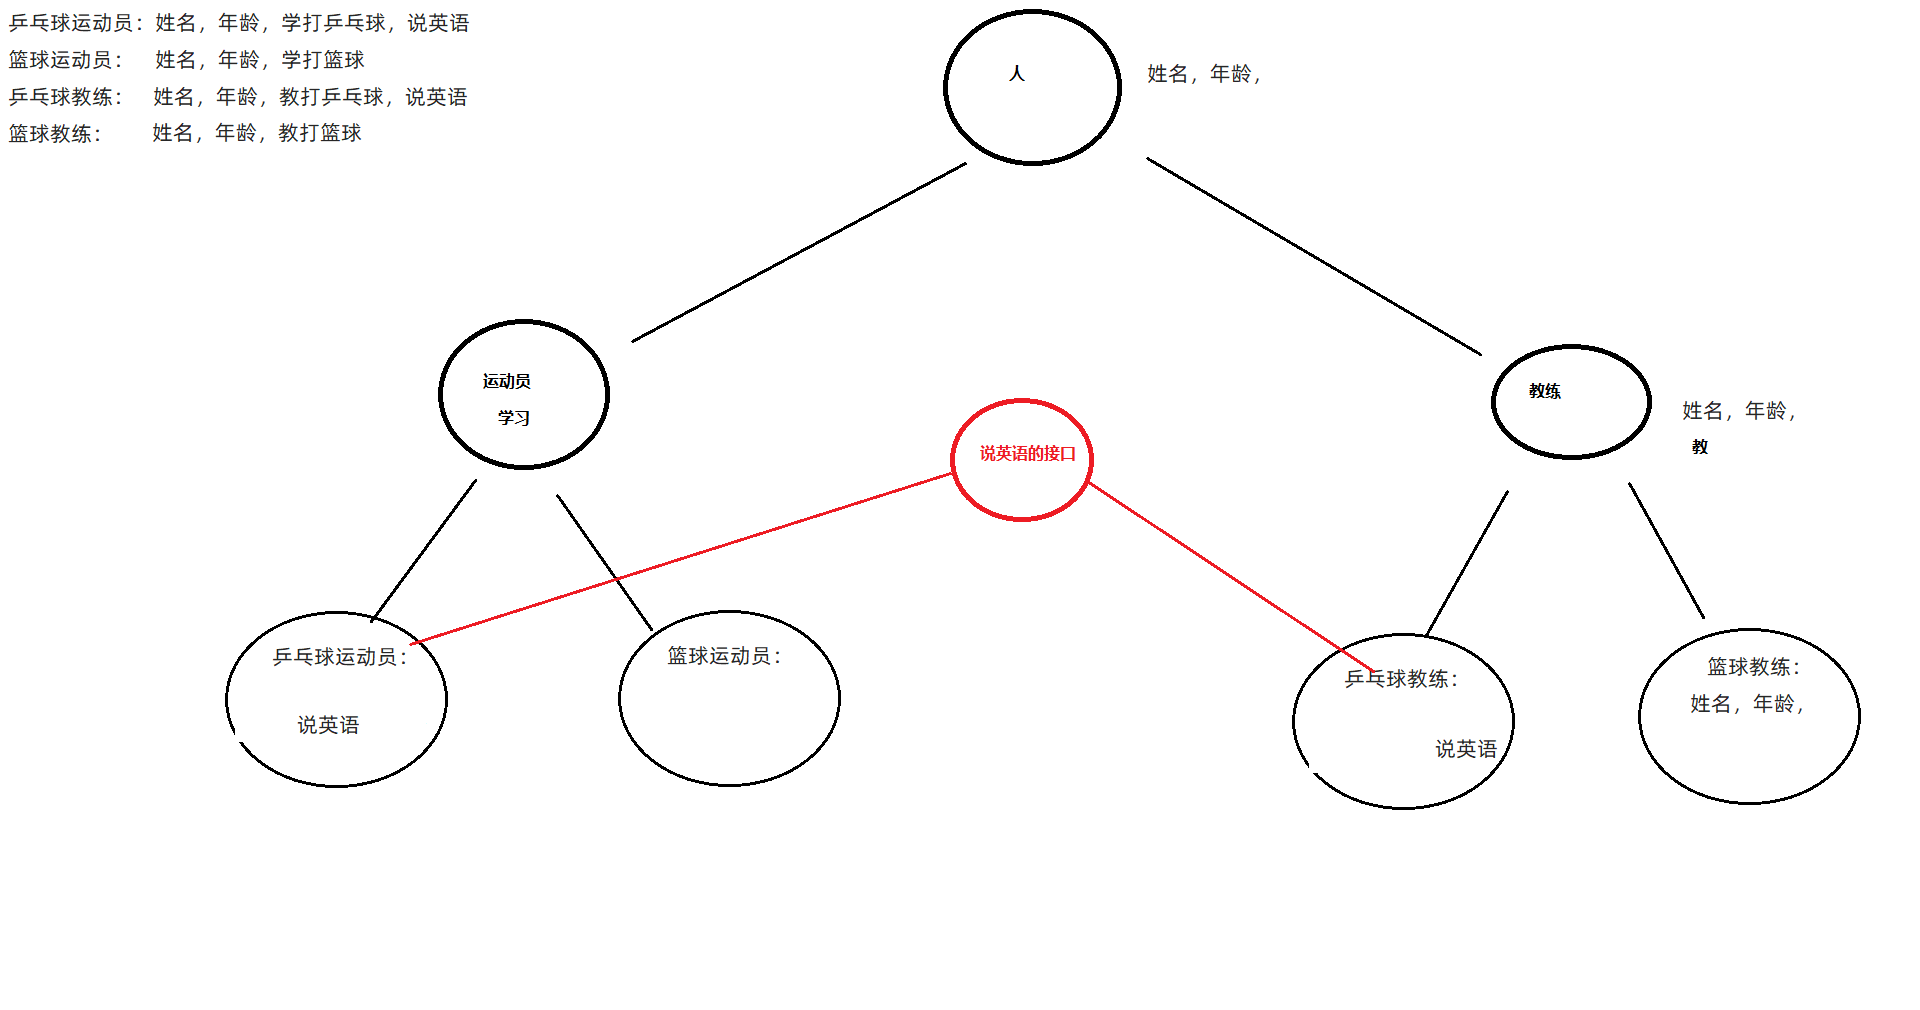 乒乓球运动员：姓名，年龄，学打乒乓球，说英语
篮球运动员：　姓名，年龄，学打篮球
乒乓球教练：　姓名，年龄，教打乒乓球，说英语
篮球教练：　　姓名，年龄，教打篮球
人
姓名，年龄，
运动员
学习
教练
姓名，年龄，
教
说英语的接口
乒乓球运动员：
说英语
篮球运动员：
乒乓球教练：
说英语
篮球教练：
姓名，年龄，